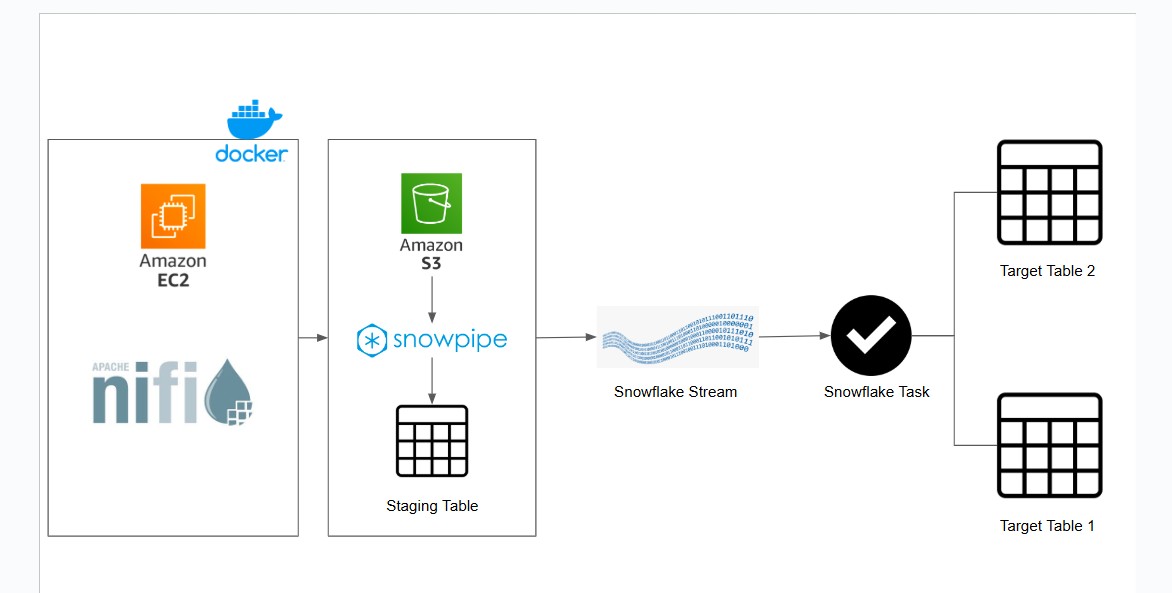 docker
Amazon
EC2
APACHE
nifi
Amazon
S3
snowpipe
Staging Table
Snowflake Stream
Snowflake Task
Target Table 2
Target Table 1